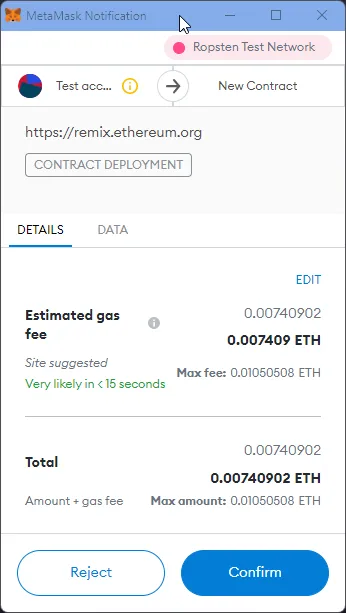 MetaMask Notification
Ropsten Test Network
Test acc... New Contract
https://remix.ethereum.org
CONTRACT DEPLOYMENT
DETAILS DATA
EDIT
Estimated gas fee 0.00740902
0.007409 ETH
Site suggested Max fee: 0.01050508 ETH
Very likely in < 15 seconds
0.00740902
Total 0.00740902 ETH
Amount + gas fee Max amount: 0.01050508 ETH
Reject Confirm